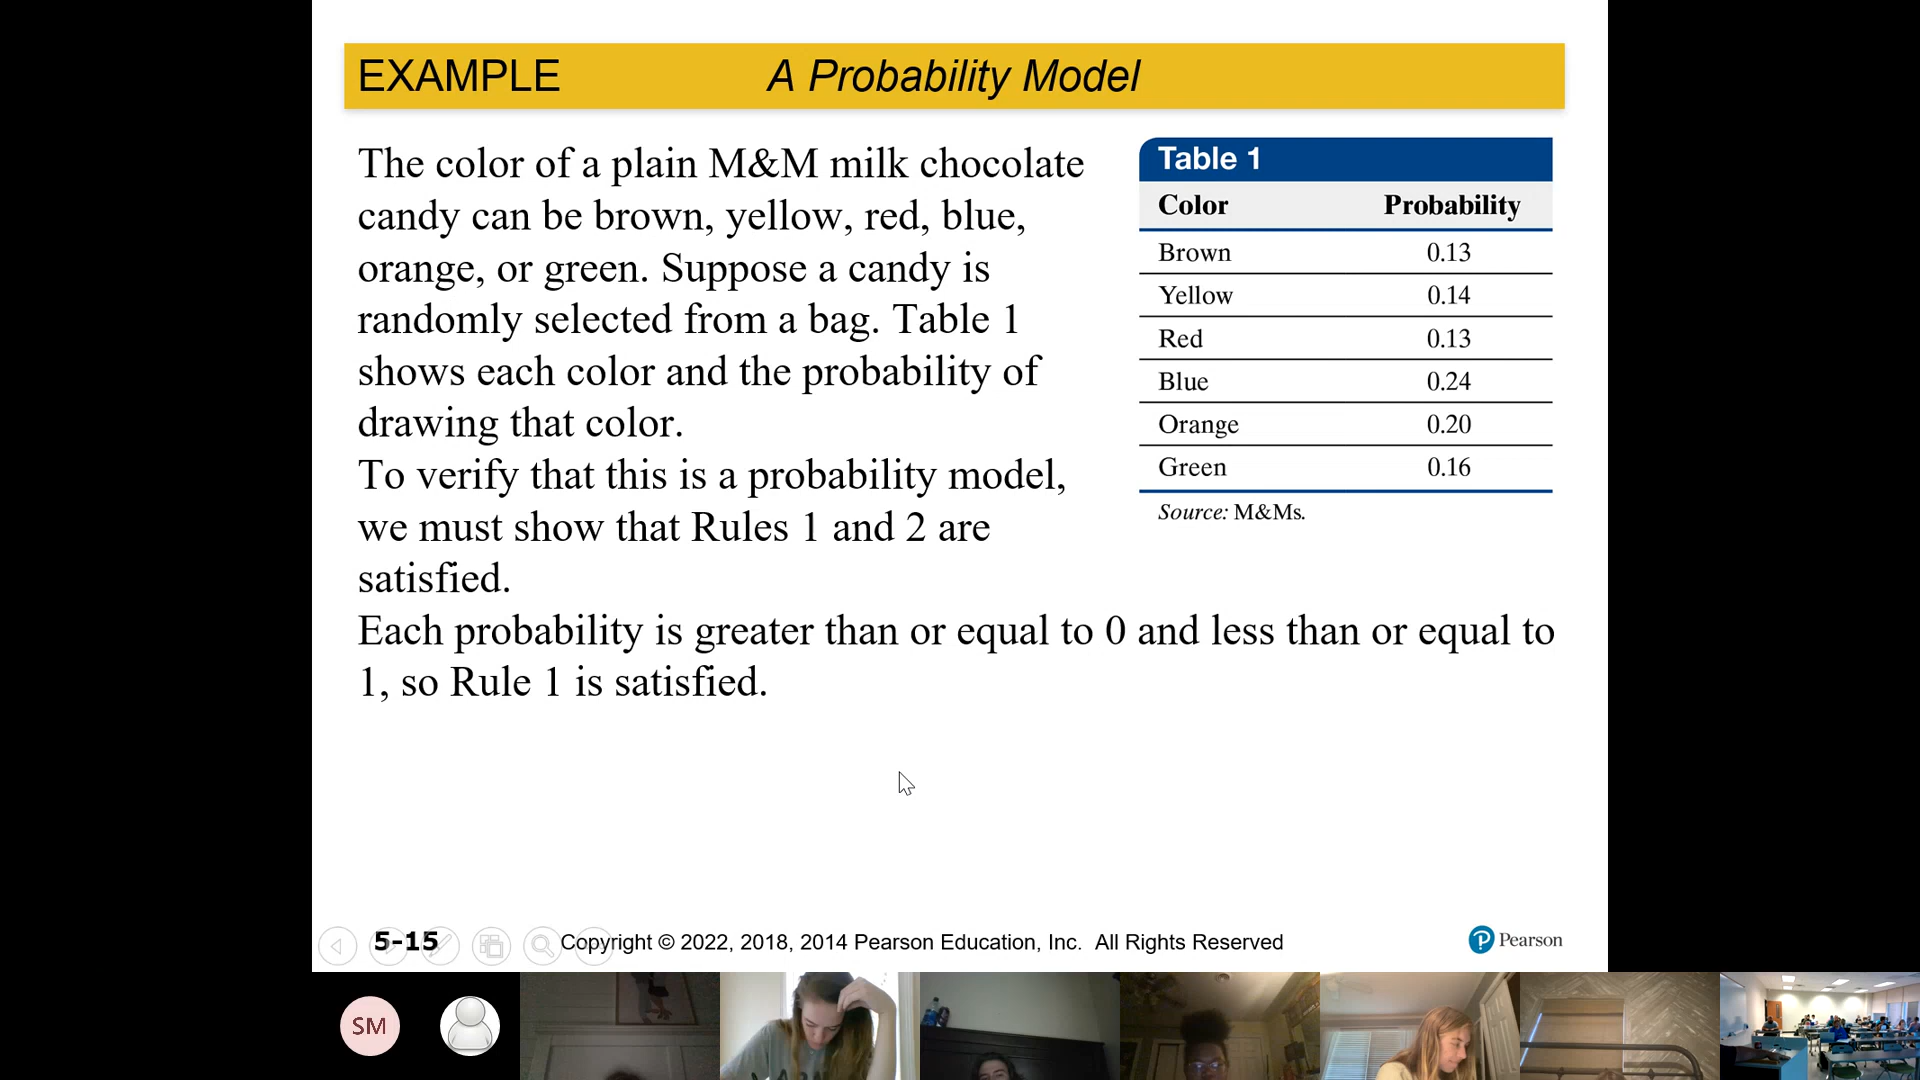 EXAMPLE A Probability Model
The color of a plain M&M milk chocolate
candy can be brown, yellow, red, blue,
orange, or green. Suppose a candy is
randomly selected from a bag. Table 1
shows each color and the probability of
drawing that color.
To verify that this is a probability model,
we must show that Rules 1 and 2 are
satisfied.
Each probability is greater than or equal to 0 and less than or equal to
1, so Rule 1 is satisfied.
Table 1
Color Probability
Brown 0.13
Yellow 0.14
Red 0.13
Blue 0.24
Orange 0.20
Green 0.16
Source: M&Ms.
5-15 Copyright © 2022, 2018, 2014 Pearson Education, Inc. All Rights Reserved
P Pearson
SM